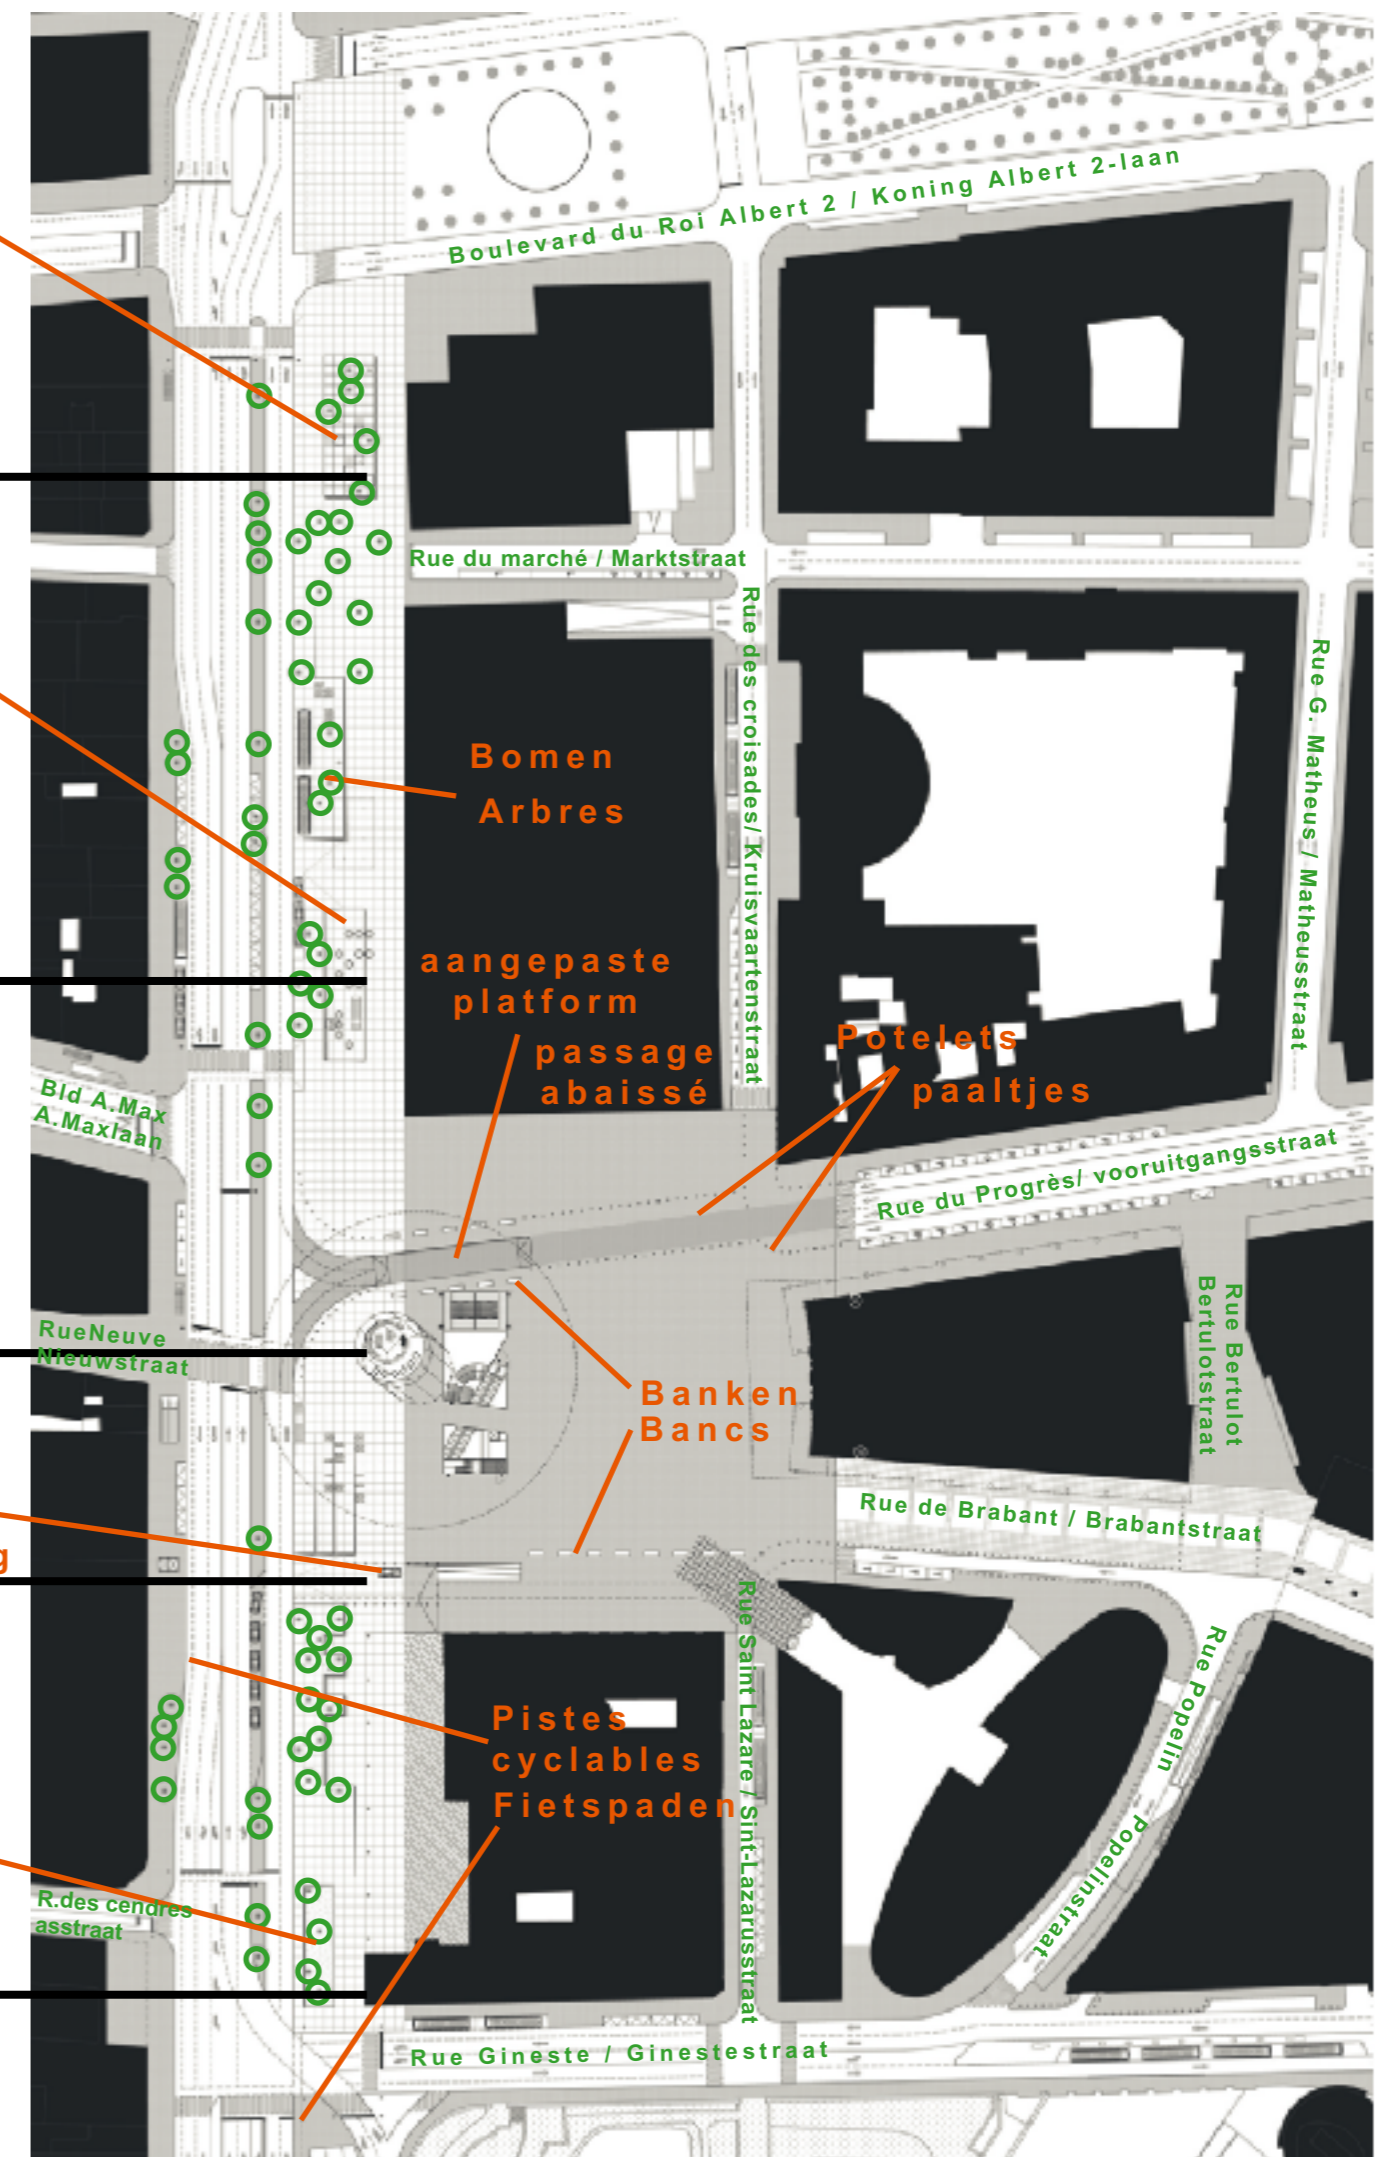 Boulevard du Roi Albert 2 / Koning Albert 2-laan
Rue du marché / Marktstraat
Rue des croisades/ Kruisvaartenstraat
Rue G. Matheus / Matheusstraat
Bomen
Arbres
aangepaste
platform
passage
abaissé
Potelets
paaltjes
Bld A.Max
A.Maxlaan
Rue du Progrès/ vooruitgangsstraat
Rue Bertulot
Bertulotstraat
RueNeuve
Nieuwstraat
Banken
Bancs
Rue de Brabant / Brabantstraat
g
Rue Saint Lazare / Sint-Lazarusstraat
Rue Popelin
Popelinstraat
Pistes
cyclables
Fietspaden
R.des cendres
asstraat
Rue Gineste / Ginestestraat